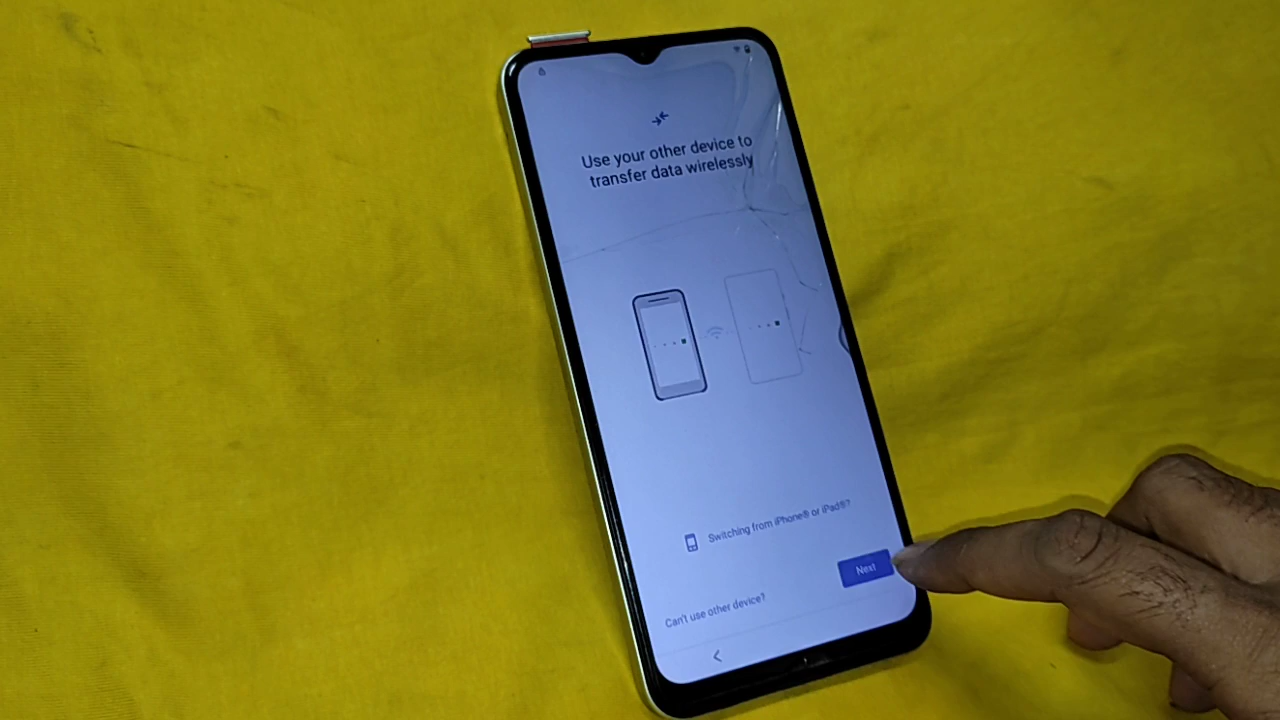 Use your other device to
transfer data wirelessly
Switching from iPhone® or iPad®?
Next
Can't use other device?